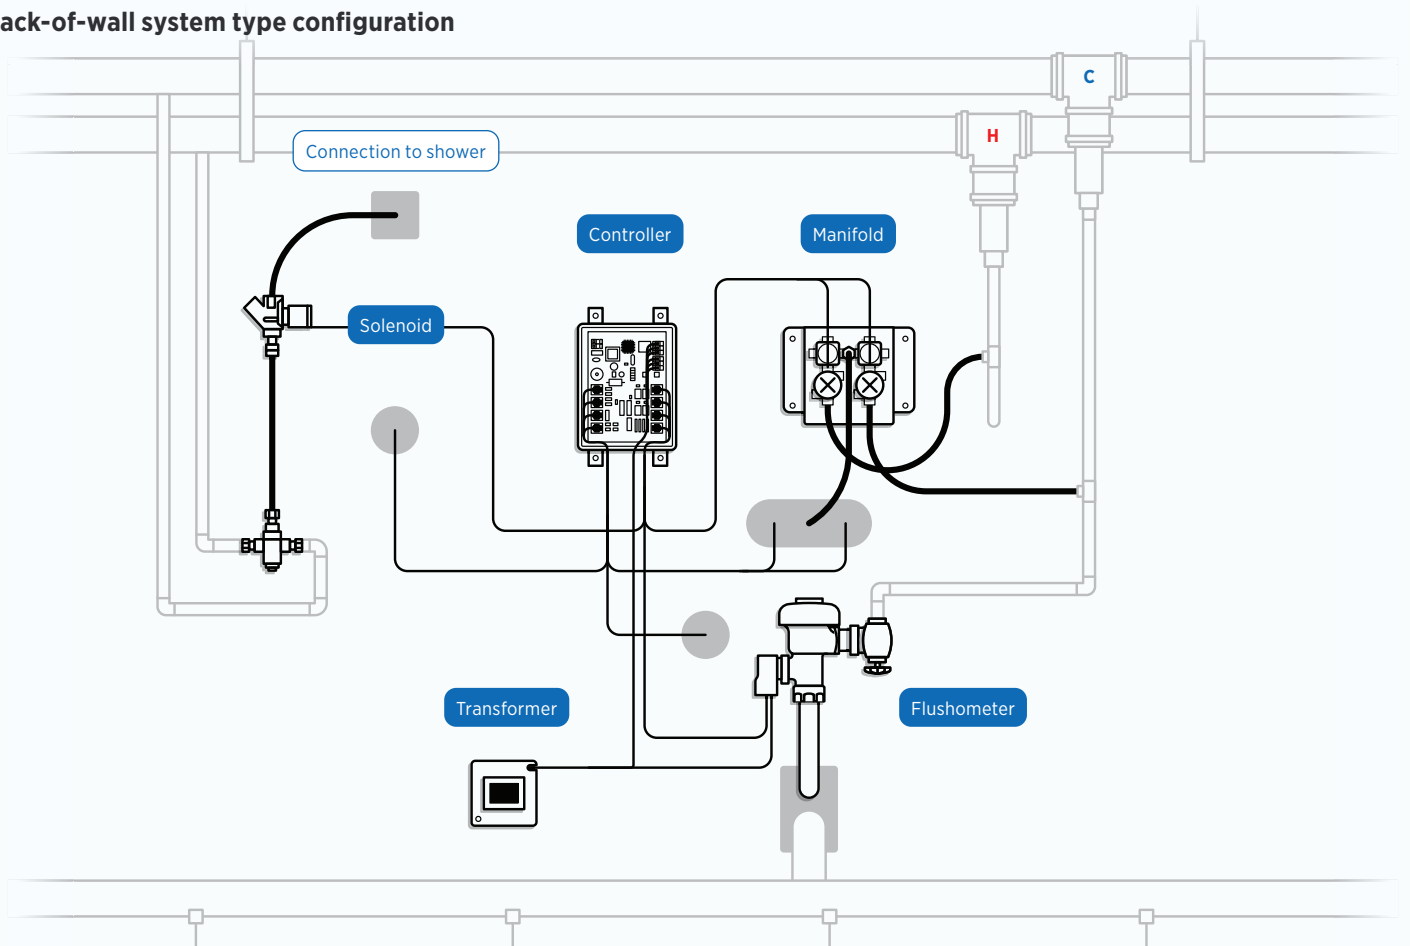 ack-of-wall system type configuration
C
H
Connection to shower
Controller
Manifold
Solenoid
Transformer
Flushometer